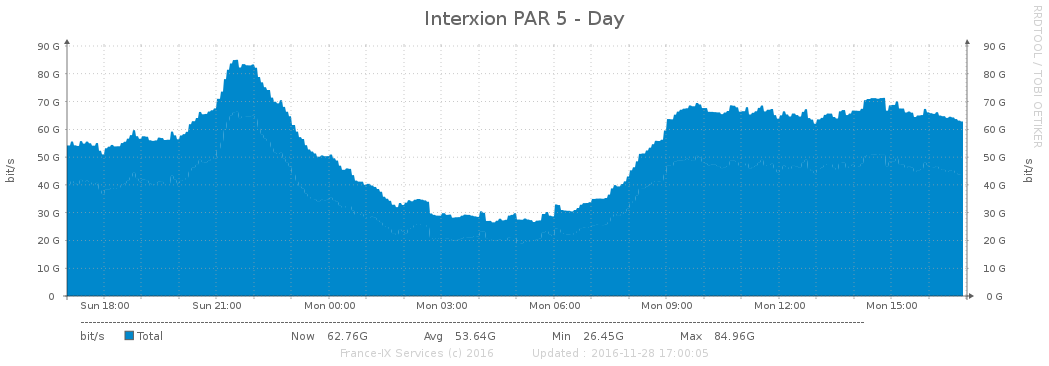 Interxion PAR 5 - Day
RRDTOOL / TOBI OETIKER
90 G 90 G
80 G 80 G
70 G 70 G
60 G 60 G
50 G 50 G
40 G 40 G
30 G 30 G
20 G 20 G
10 G 10 G
0 0 G
bit/s
bit/s
Sun 18:00 Sun 21:00 Mon 00:00 Mon 03:00 Mon 06:00 Mon 09:00 Mon 12:00 Mon 15:00
bit/s Total Now 62.76G Avg 53.64G Min 26.45G Max 84.96G
France-IX Services (c) 2016 Updated : 2016-11-28 17:00:05